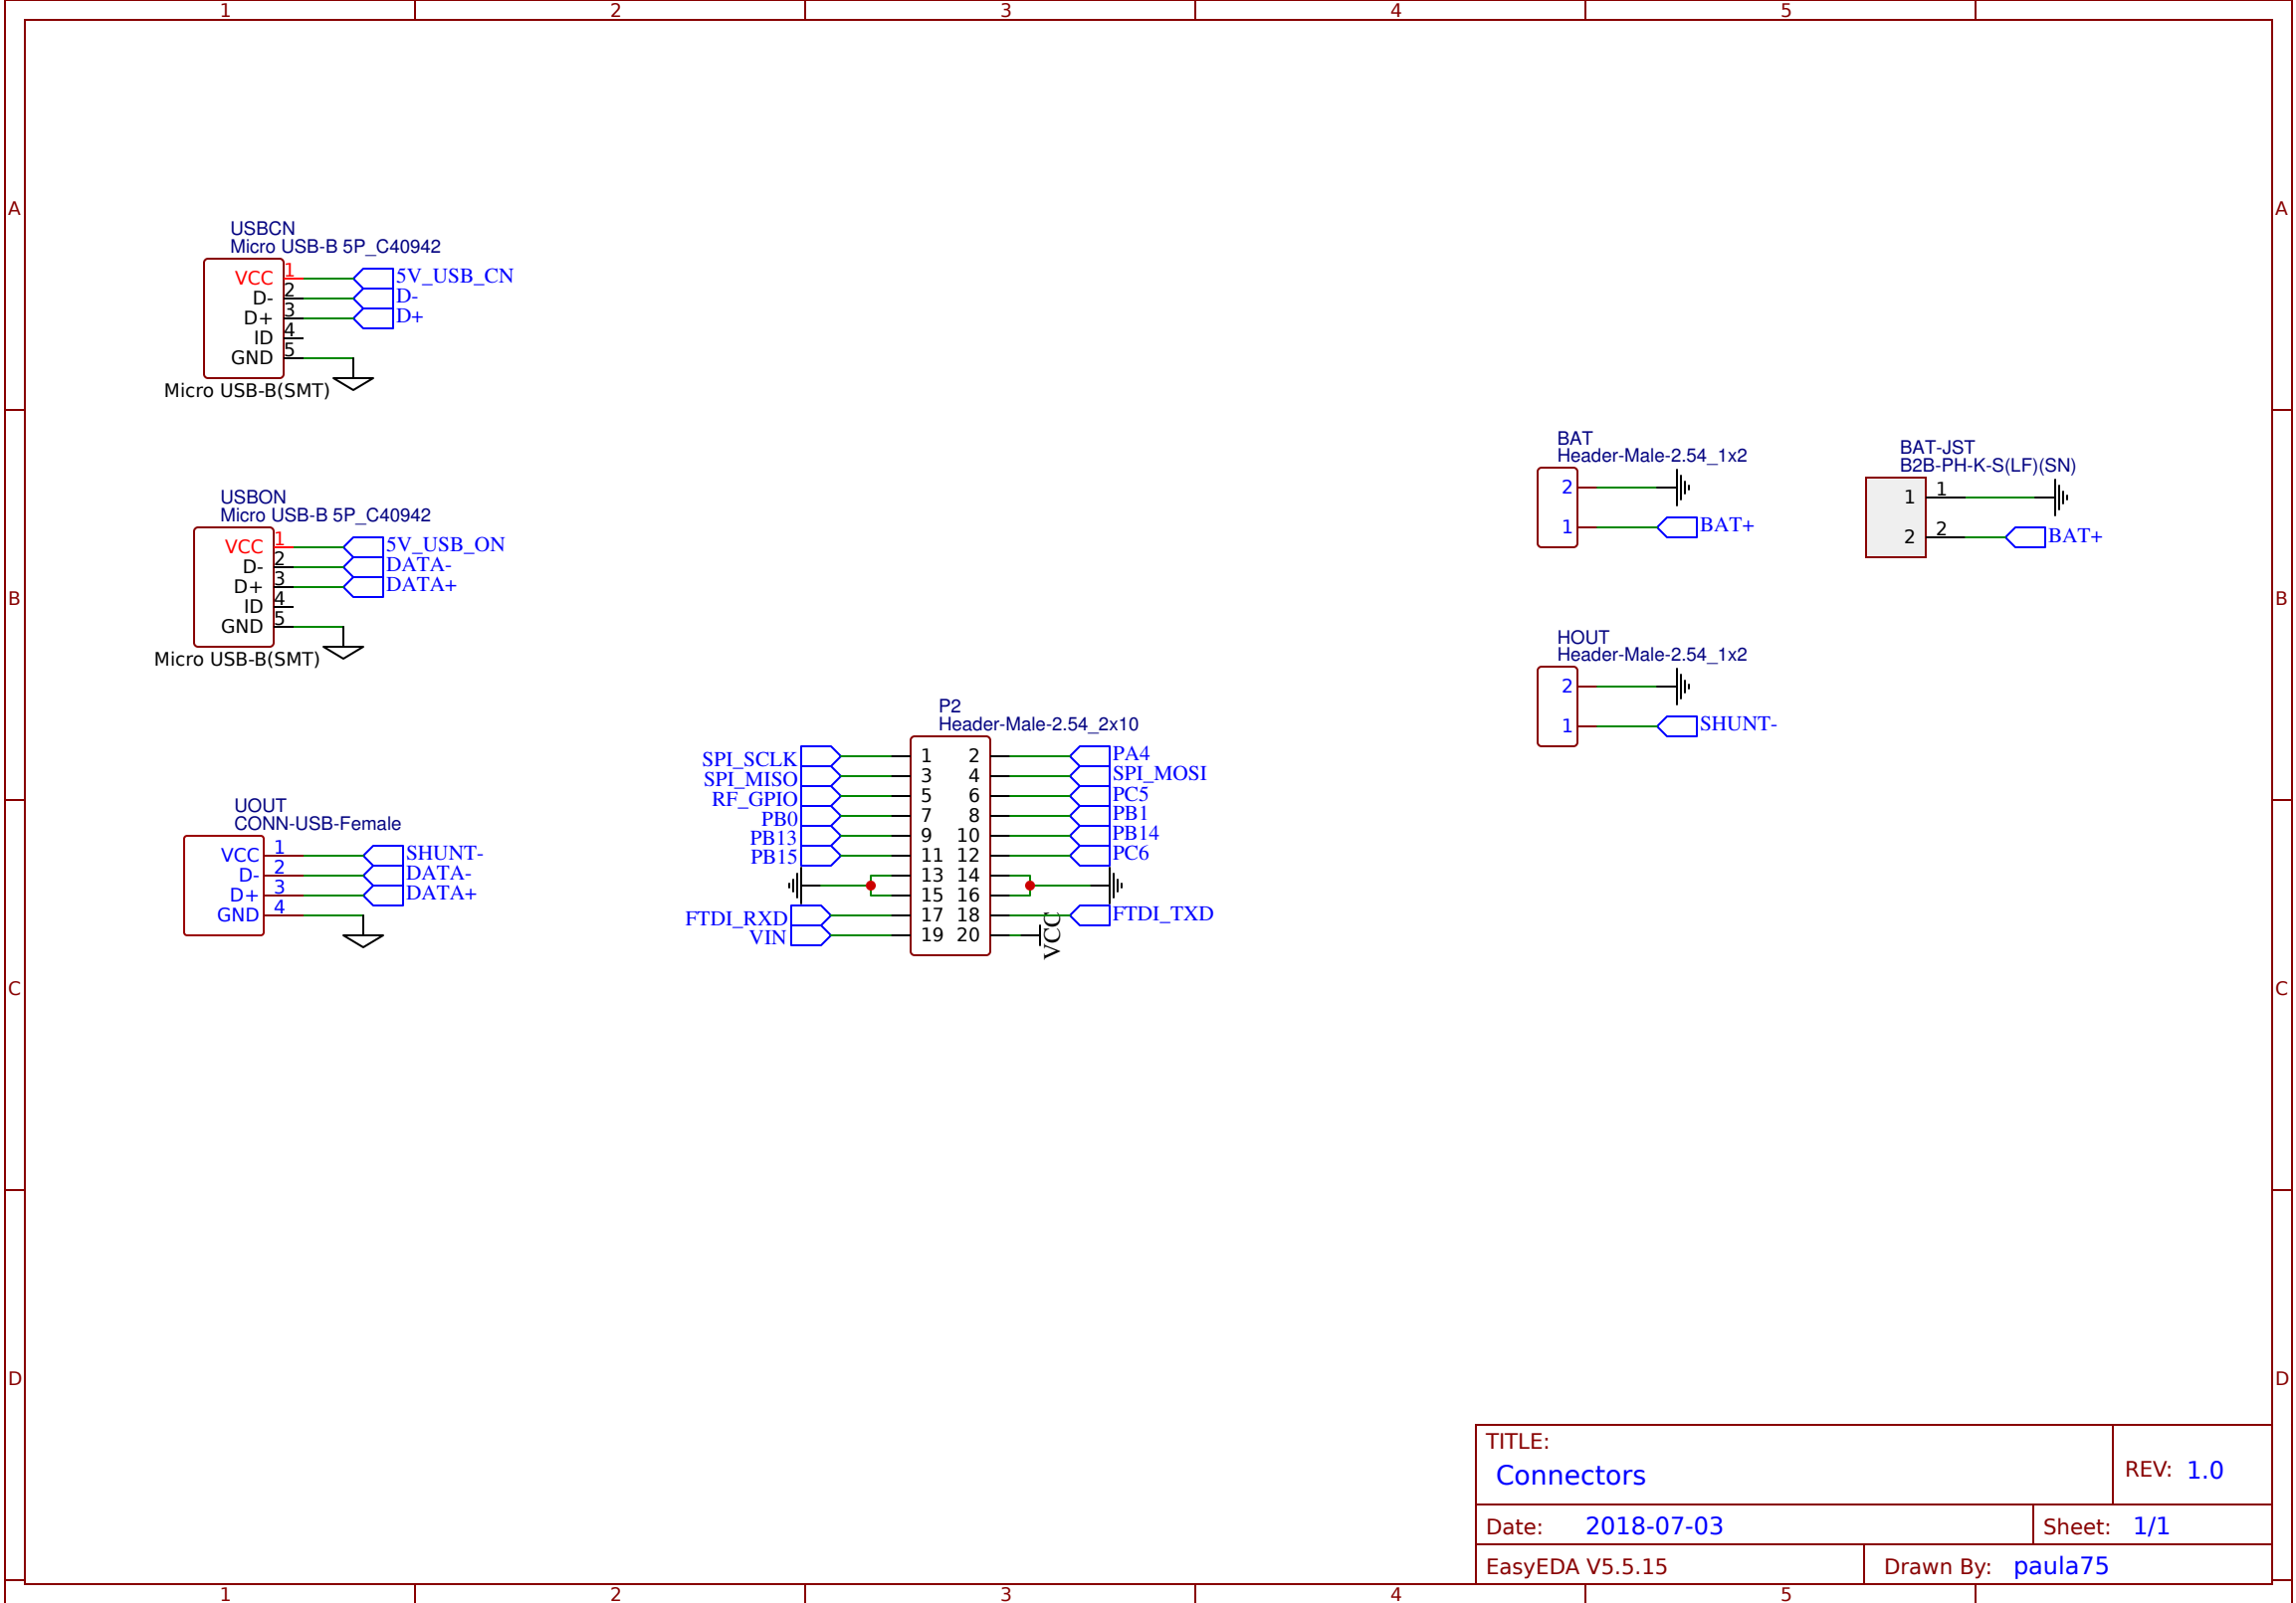 1 2 3 4 5
A A
USBCN
Micro USB-B 5P_C40942
VCC 1 5V_USB_CN
D- 2 D-
D+ 3 D+
ID 4
GND 5
Micro USB-B(SMT)
BAT
Header-Male-2.54_1x2
2
1 BAT+
BAT-JST
B2B-PH-K-S(LF)(SN)
1 1
2 2 BAT+
USBON
Micro USB-B 5P_C40942
VCC 1 5V_USB_ON
D- 2 DATA-
D+ 3 DATA+
ID 4
GND 5
Micro USB-B(SMT)
B B
HOUT
Header-Male-2.54_1x2
2
1 SHUNT-
P2
Header-Male-2.54_2x10
SPI_SCLK 1 2 PA4
SPI_MISO 3 4 SPI_MOSI
RF_GPIO 5 6 PC5
PB0 7 8 PB1
PB13 9 10 PB14
PB15 11 12 PC6
13 14
15 16
FTDI_RXD 17 18 FTDI_TXD
VIN 19 20 VCC
UOUT
CONN-USB-Female
VCC 1 SHUNT-
D- 2 DATA-
D+ 3 DATA+
GND 4
C C
D D
TITLE:
Connectors
REV: 1.0
Date: 2018-07-03
Sheet: 1/1
EasyEDA V5.5.15
Drawn By: paula75
1 2 3 4 5